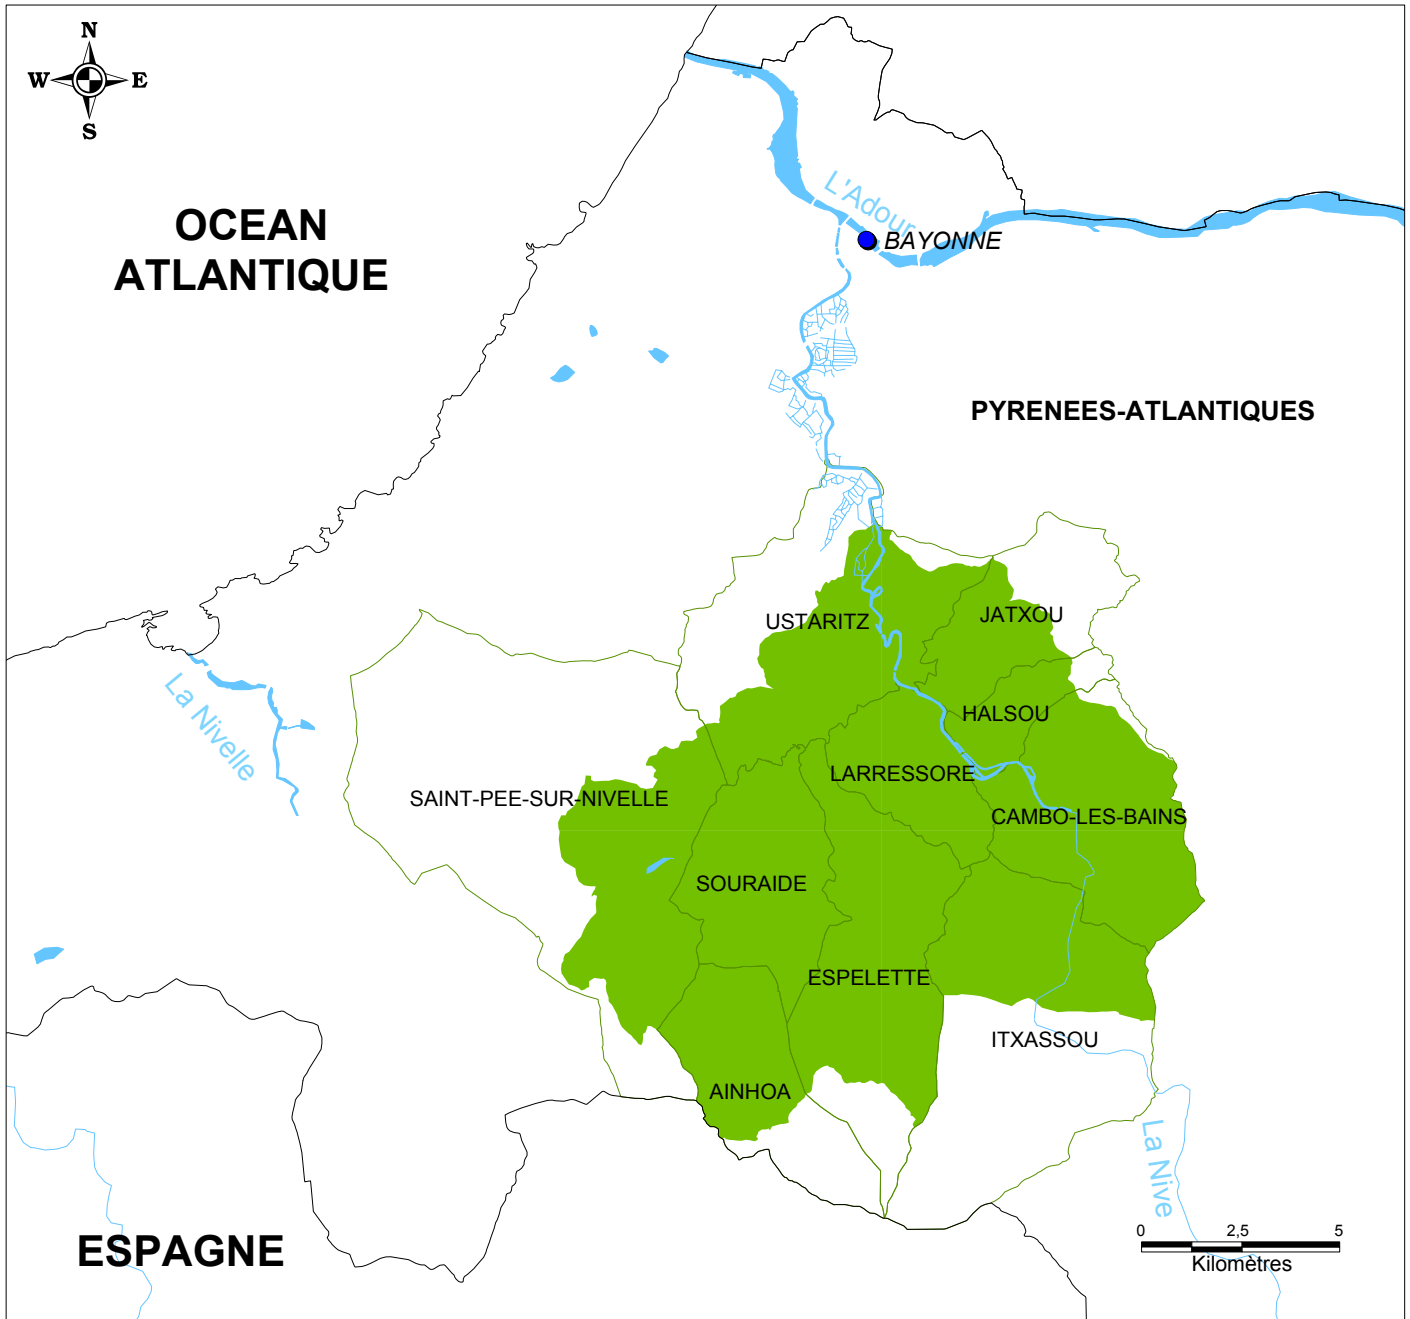 N
W E
S
OCEAN
ATLANTIQUE
L'Adour
BAYONNE
PYRENEES-ATLANTIQUES
USTARITZ
JATXOU
La Nivelle
HALSOU
LARRESSORE
SAINT-PEE-SUR-NIVELLE
CAMBO-LES-BAINS
SOURAIDE
ESPELETTE
ITXASSOU
AINHOA
La Nive
ESPAGNE
0 2,5 5
Kilomètres